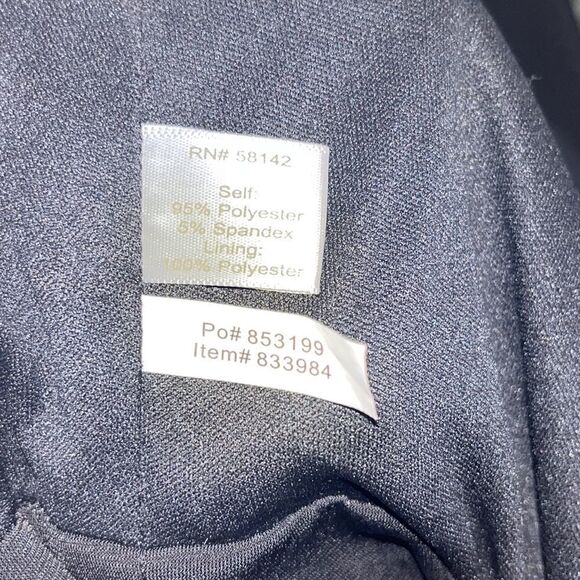 RN# 58142
Self:
95% Polyester
5% Spandex
Lining:
100% Polyester
Po# 853199
Item# 833984